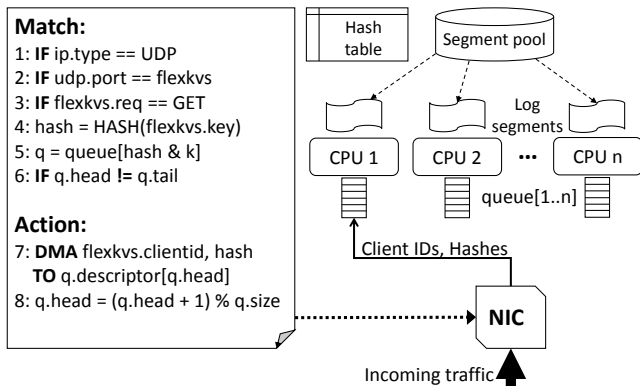 Match:
1: IF ip.type == UDP
2: IF udp.port == flexkvs
3: IF flexkvs.req == GET
4: hash = HASH(flexkvs.key)
5: q = queue[hash & k]
6: IF q.head != q.tail
Action:
7: DMA flexkvs.clientid, hash
TO q.descriptor[q.head]
8: q.head = (q.head + 1) % q.size
Hash
table
Segment pool
Log
segments
CPU 1
CPU 2
...
CPU n
queue[1..n]
Client IDs, Hashes
NIC
Incoming traffic